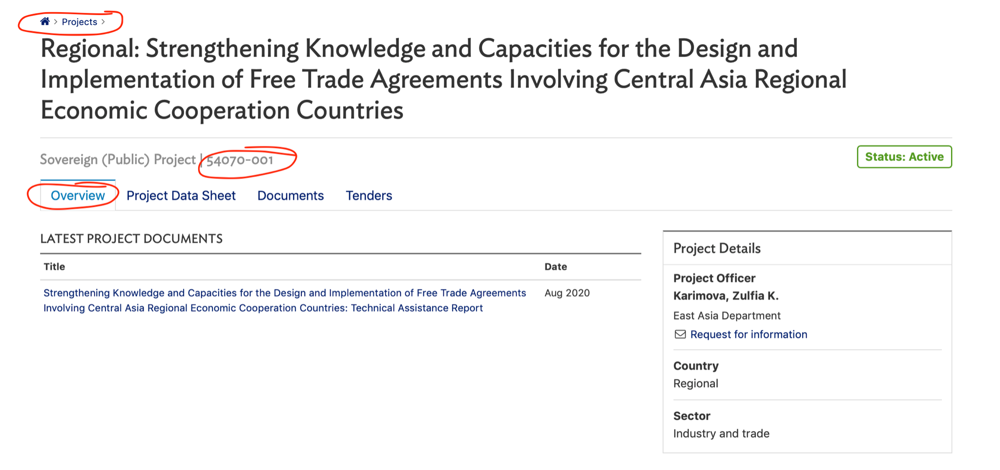 > Projects >
Regional: Strengthening Knowledge and Capacities for the Design and
Implementation of Free Trade Agreements Involving Central Asia Regional
Economic Cooperation Countries
Sovereign (Public) Project | 54070-001
Status: Active
Overview Project Data Sheet Documents Tenders
LATEST PROJECT DOCUMENTS
Title Date
Strengthening Knowledge and Capacities for the Design and Implementation of Free Trade Agreements Aug 2020
Involving Central Asia Regional Economic Cooperation Countries: Technical Assistance Report
Project Details
Project Officer
Karimova, Zulfia K.
East Asia Department
Request for information
Country
Regional
Sector
Industry and trade